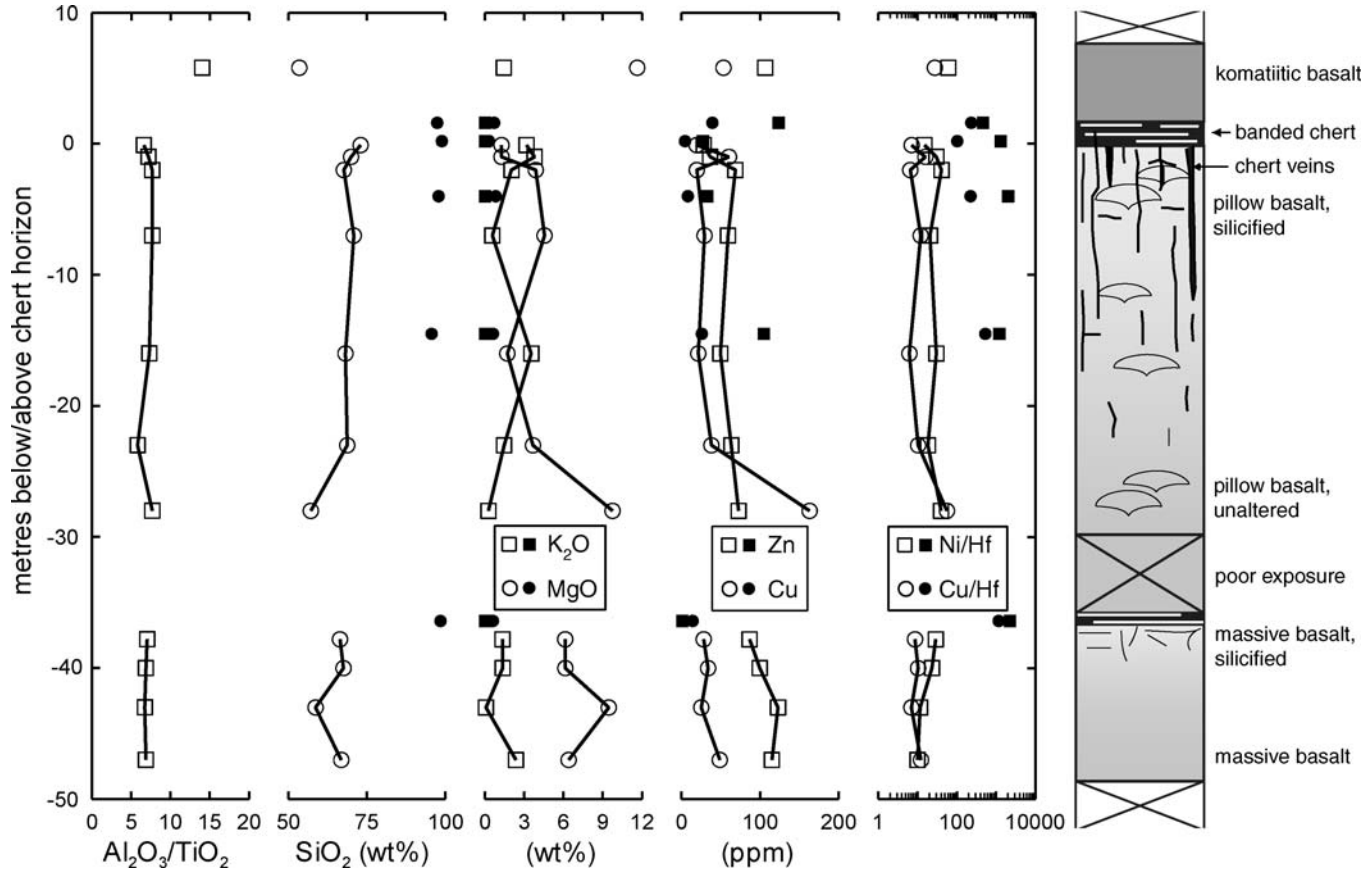 10
0
-10
-20
-30
-40
-50
metres below/above chert horizon
0 5 10 15 20
Al₂O₃/TiO₂
50 75 100
SiO₂ (wt%)
K₂O
MgO
0 3 6 9 12
(wt%)
Zn
Cu
0 100 200
(ppm)
Ni/Hf
Cu/Hf
1 100 10000
komatiitic basalt
banded chert
chert veins
pillow basalt,
silicified
pillow basalt,
unaltered
poor exposure
massive basalt,
silicified
massive basalt